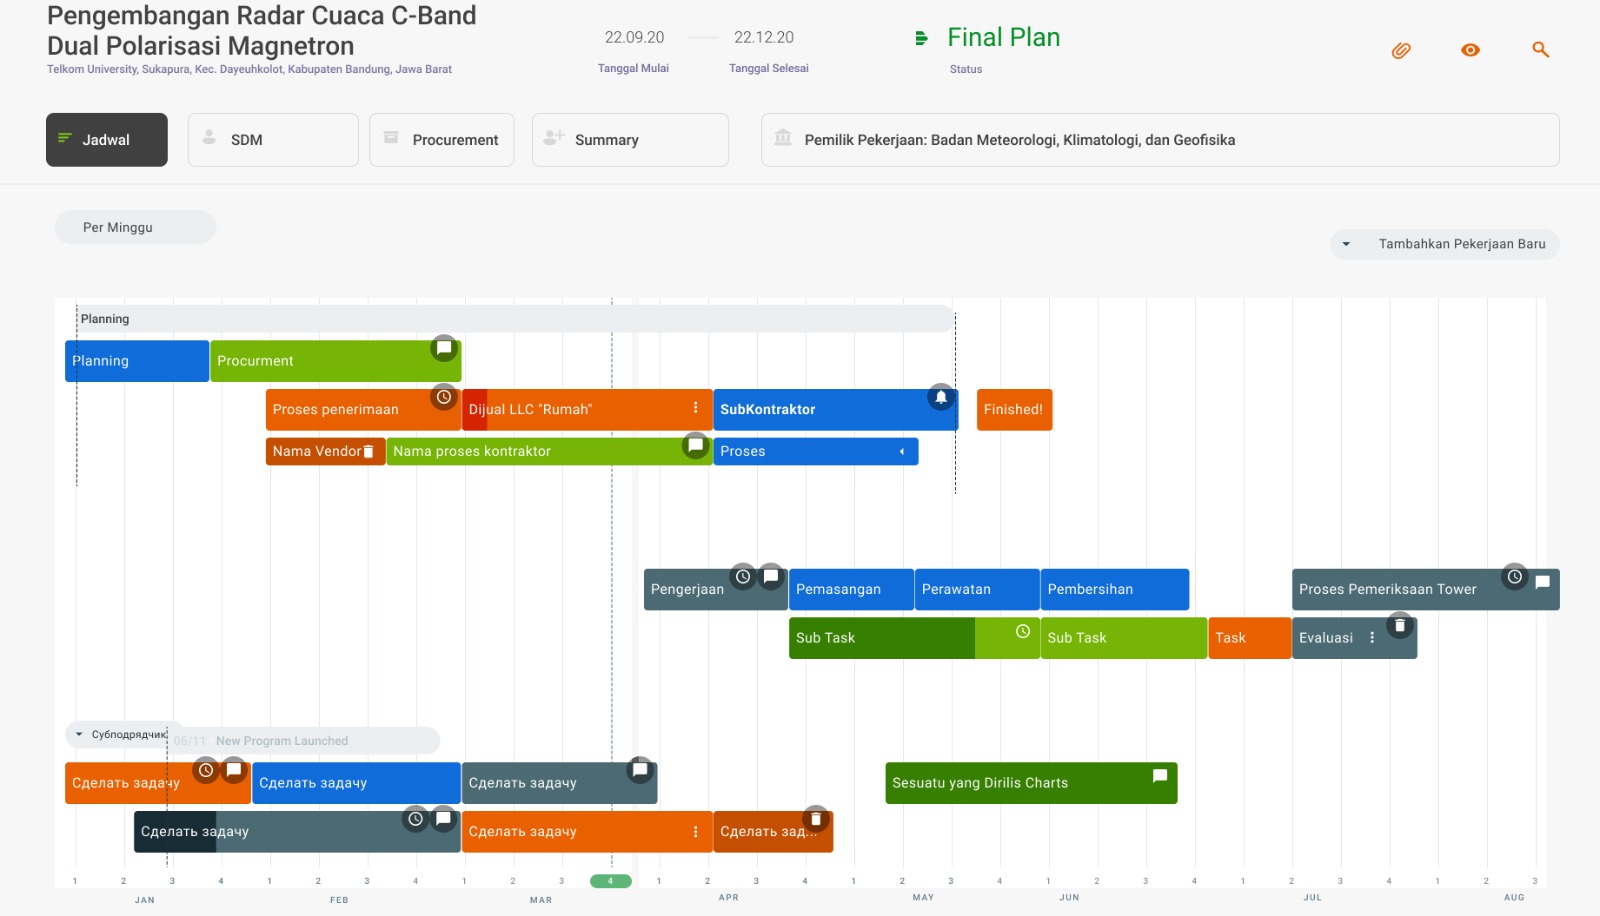 Pengembangan Radar Cuaca C-Band
Dual Polarisasi Magnetron
Telkom University, Sukapura, Kec. Dayeuhkolot, Kabupaten Bandung, Jawa Barat
22.09.20
Tanggal Mulai
22.12.20
Tanggal Selesai
Final Plan
Status
Jadwal
SDM
Procurement
Summary
Pemilik Pekerjaan: Badan Meteorologi, Klimatologi, dan Geofisika
Per Minggu
Tambahkan Pekerjaan Baru
Planning
Planning
Procurment
Proses penerimaan
Dijual LLC "Rumah"
SubKontraktor
Finished!
Nama Vendor
Nama proses kontraktor
Proses
Pengerjaan
Pemasangan
Perawatan
Pembersihan
Proses Pemeriksaan Tower
Sub Task
Sub Task
Task
Evaluasi
Субподрядчик
06/11 New Program Launched
Сделать задачу
Сделать задачу
Сделать задачу
Sesuatu yang Dirilis Charts
Сделать задачу
Сделать задачу
Сделать зад...
1 2 3 4 1 2 3 4 1 2 3 4 1 2 3 4 1 2 3 4 1 2 3 4 1 2 3 4 1 2 3
JAN FEB MAR APR MAY JUN JUL AUG